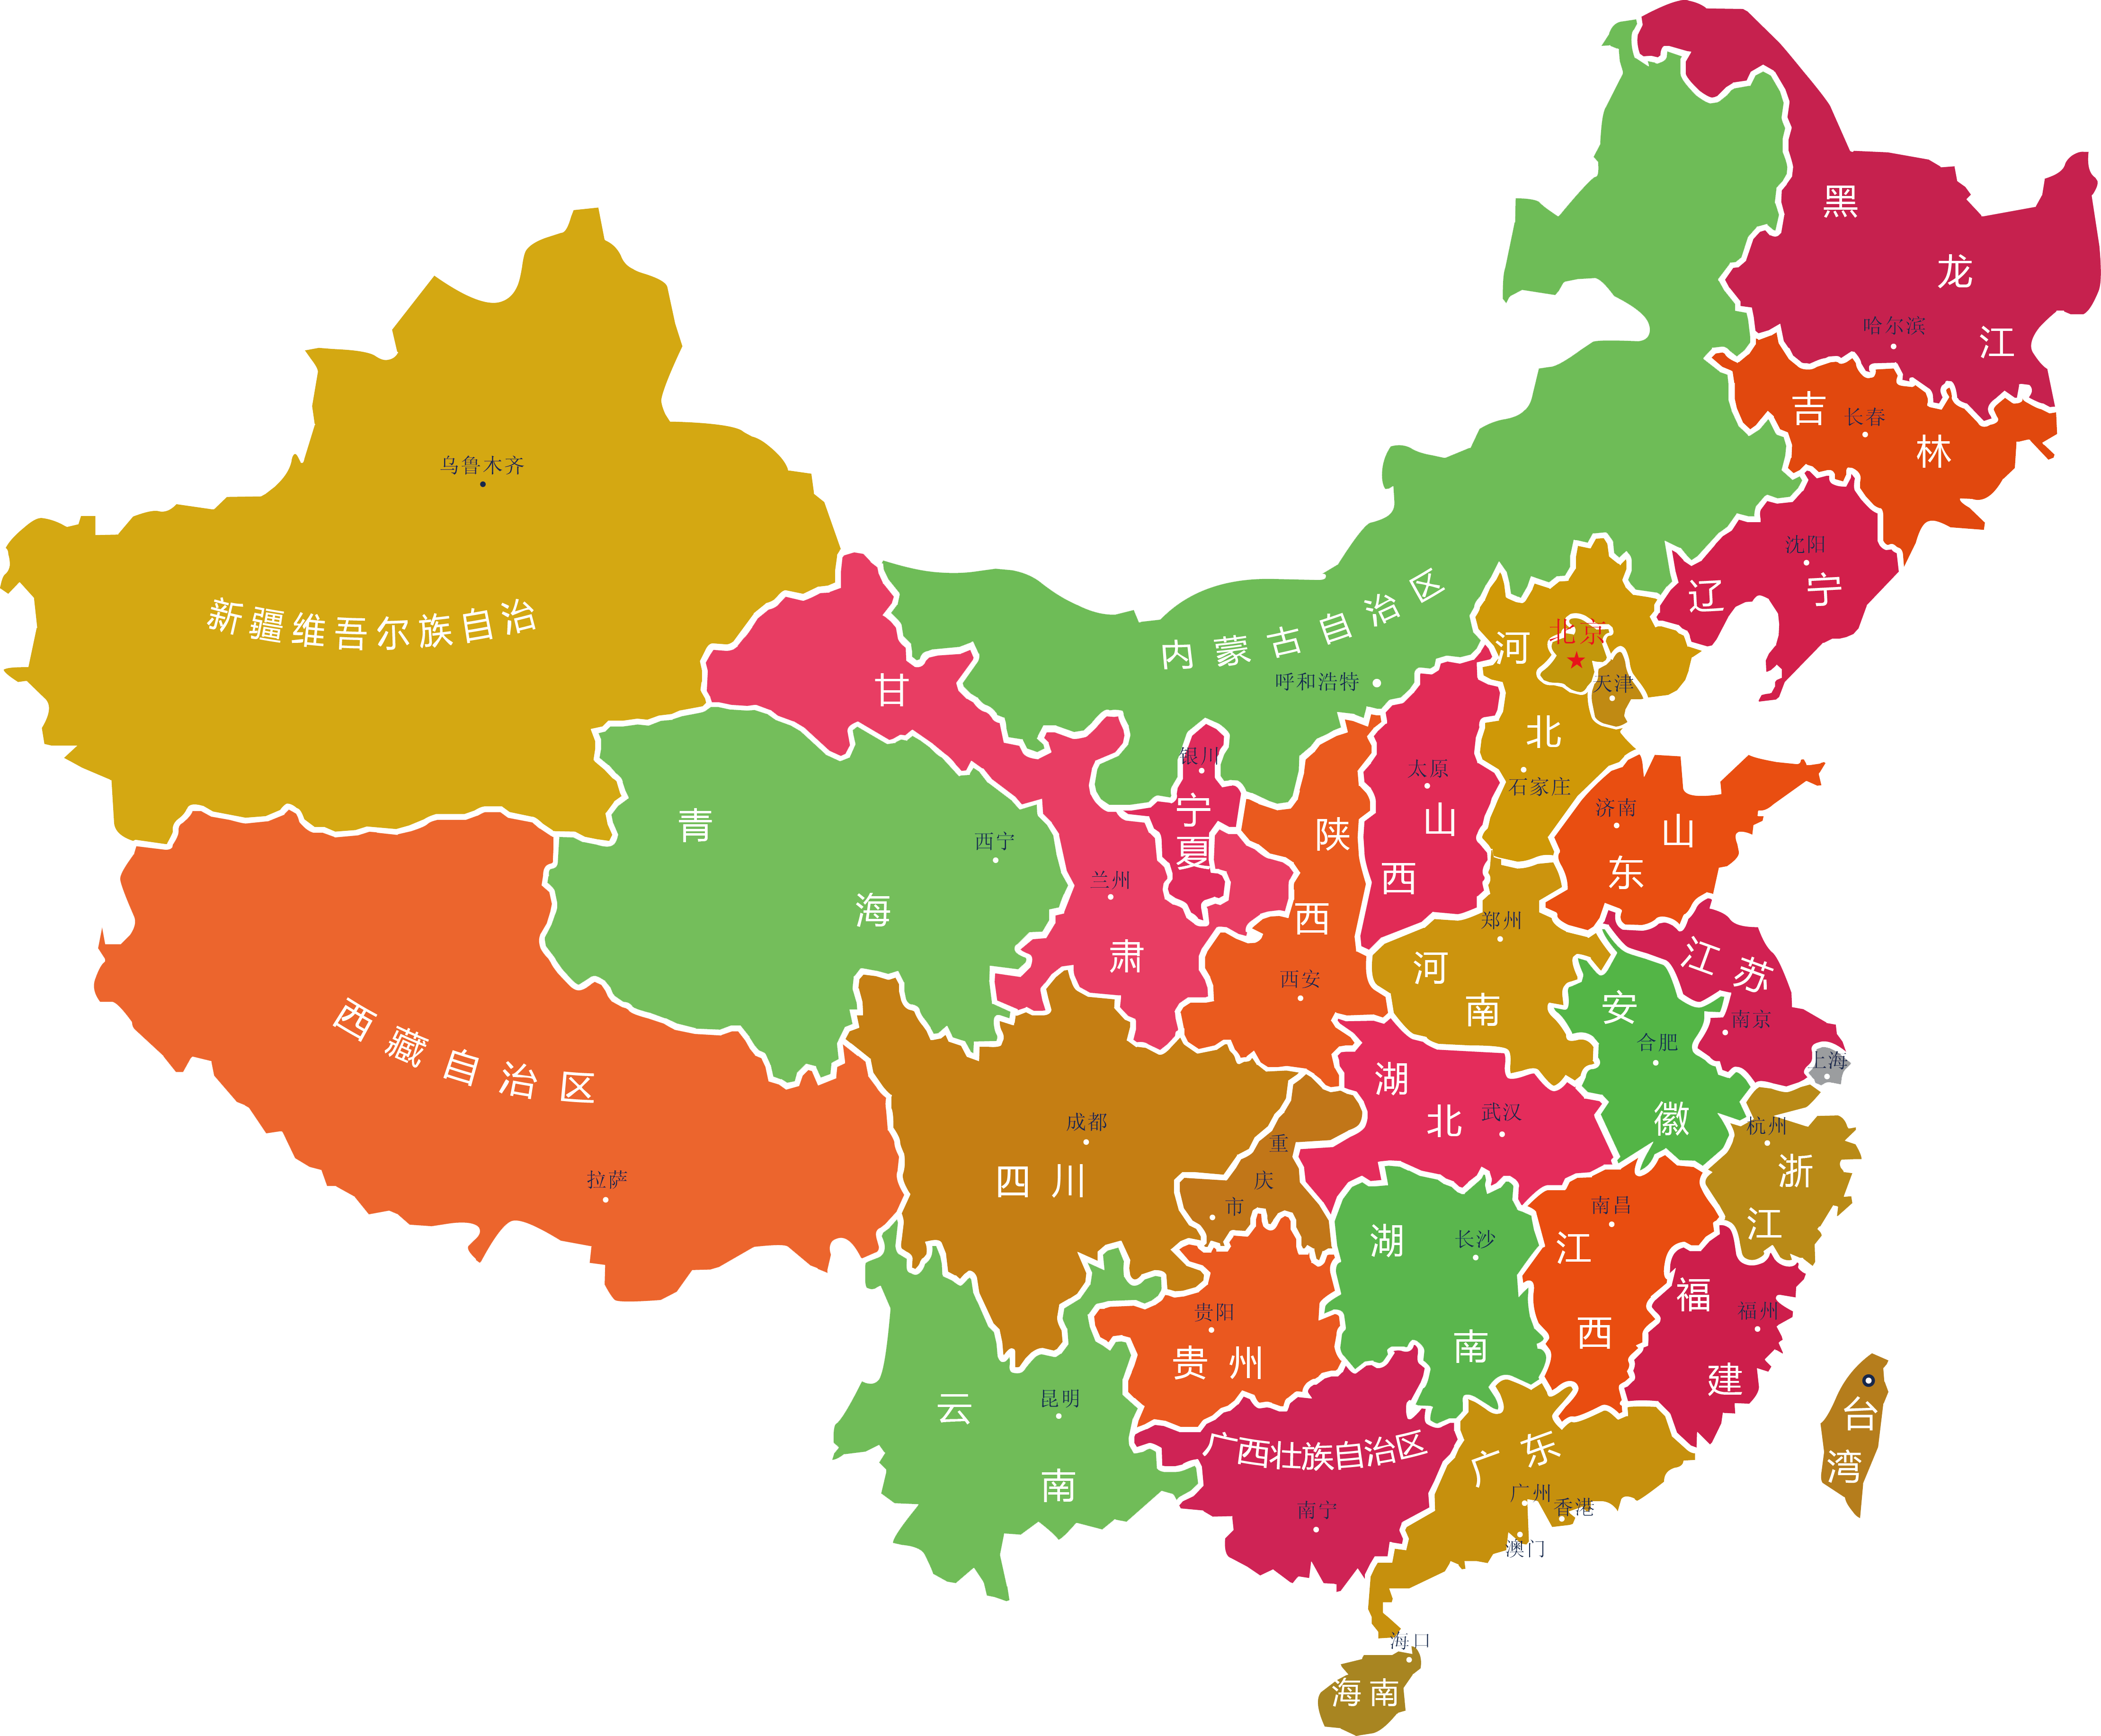 黑龙江
哈尔滨
吉林
长春
乌鲁木齐
沈阳
辽宁
新疆维吾尔族自治
内蒙古自治区
呼和浩特
北京
河北
天津
甘肃
银川
宁夏
太原
山西
石家庄
济南
山东
青海
西宁
陕西
兰州
郑州
河南
西安
江苏
安徽
南京
合肥
上海
西藏自治区
拉萨
湖北
武汉
成都
四川
重庆市
杭州
浙江
南昌
江西
湖南
长沙
福建
福州
贵阳
贵州
云南
昆明
台湾
广西壮族自治区
南宁
广东
广州
香港
澳门
海口
海南